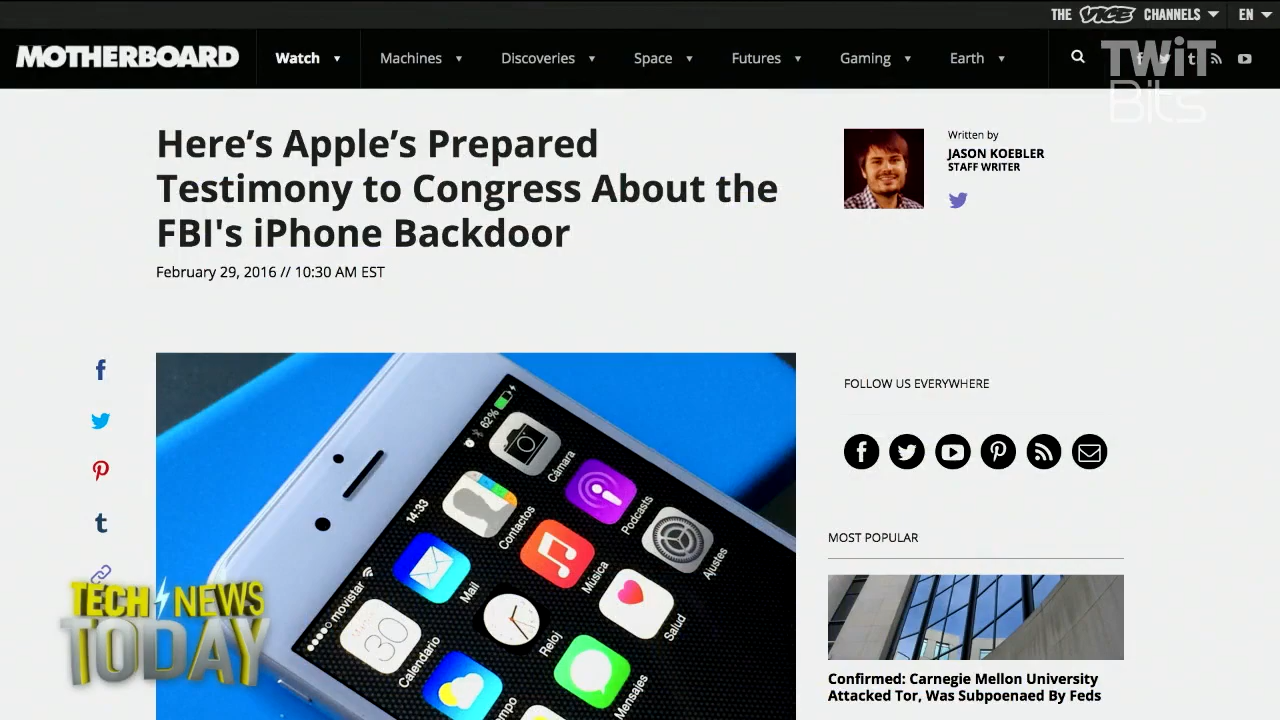 THE VICE CHANNELS EN
MOTHERBOARD Watch Machines Discoveries Space Futures Gaming Earth
TWiT
Bits
Here’s Apple’s Prepared
Testimony to Congress About the
FBI's iPhone Backdoor
February 29, 2016 // 10:30 AM EST
Written by
JASON KOEBLER
STAFF WRITER
FOLLOW US EVERYWHERE
62%
14:33
movistar
Cámara
Contactos
Podcasts
Mail
Música
Ajustes
30
Calendario
Reloj
Salud
Mensajes
MOST POPULAR
Confirmed: Carnegie Mellon University
Attacked Tor, Was Subpoenaed By Feds
TECH NEWS
TODAY